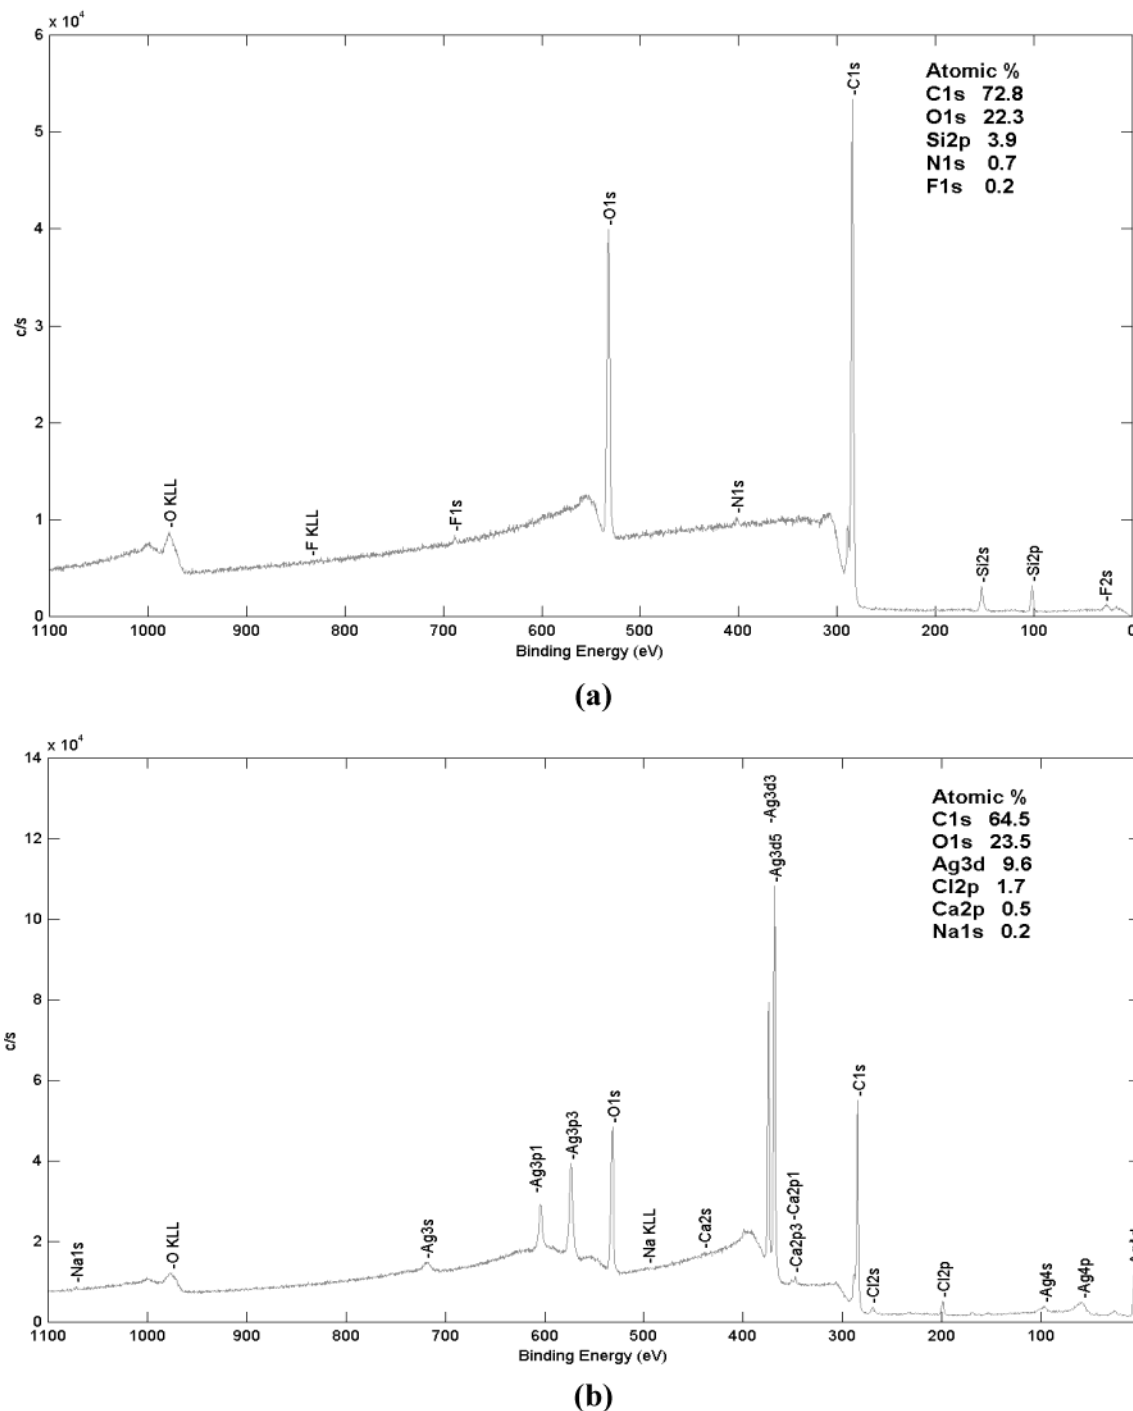 x 10⁴
6
5
4
3
2
1
0
c/s
-O KLL
-F KLL
-F1s
-O1s
-N1s
-C1s
-Si2s
-Si2p
-F2s
Atomic %
C1s 72.8
O1s 22.3
Si2p 3.9
N1s 0.7
F1s 0.2
1100 1000 900 800 700 600 500 400 300 200 100 0
Binding Energy (eV)
(a)
x 10⁴
14
12
10
8
6
4
2
0
c/s
-Na1s
-O KLL
-Ag3s
-Ag3p1
-Ag3p3
-O1s
-Na KLL
-Ca2s
-Ag3d3
-Ag3d5
-Ca2p3 -Ca2p1
-C1s
-Cl2s
-Cl2p
-Ag4s
-Ag4p
Atomic %
C1s 64.5
O1s 23.5
Ag3d 9.6
Cl2p 1.7
Ca2p 0.5
Na1s 0.2
1100 1000 900 800 700 600 500 400 300 200 100
Binding Energy (eV)
(b)